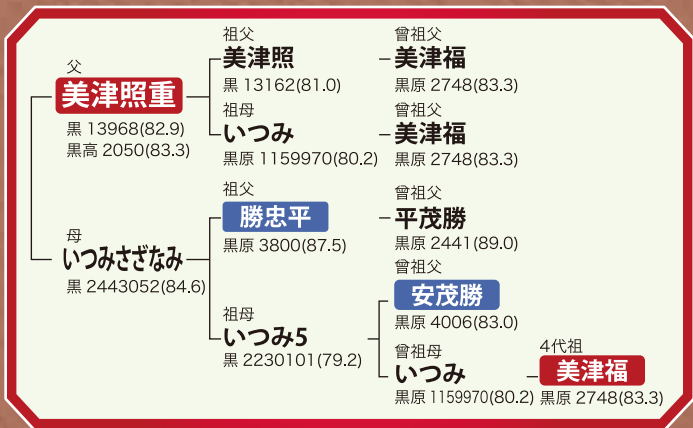 父
美津照重
黒 13968(82.9)
黒高 2050(83.3)
祖父
美津照
黒 13162(81.0)
曾祖父
美津福
黒原 2748(83.3)
祖母
いつみ
黒原 1159970(80.2)
曾祖父
美津福
黒原 2748(83.3)
母
いつみさざなみ
黒 2443052(84.6)
祖父
勝忠平
黒原 3800(87.5)
曾祖父
平茂勝
黒原 2441(89.0)
祖母
いつみ5
黒 2230101(79.2)
曾祖父
安茂勝
黒原 4006(83.0)
曾祖母
いつみ
黒原 1159970(80.2)
4代祖
美津福
黒原 2748(83.3)